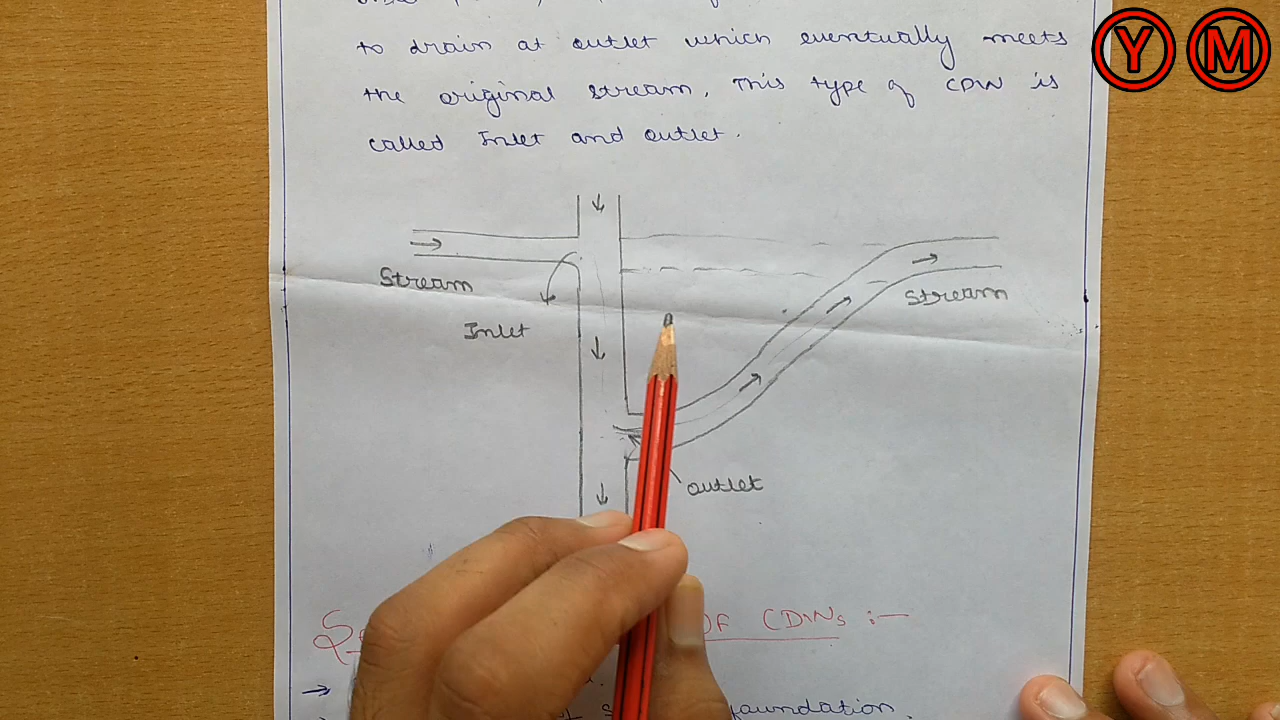 to drain at outlet which eventually meets
the original stream. This type of CDW is
called Inlet and outlet.
Stream
Inlet
Stream
outlet
OF CDWs :-
foundation.
Y M